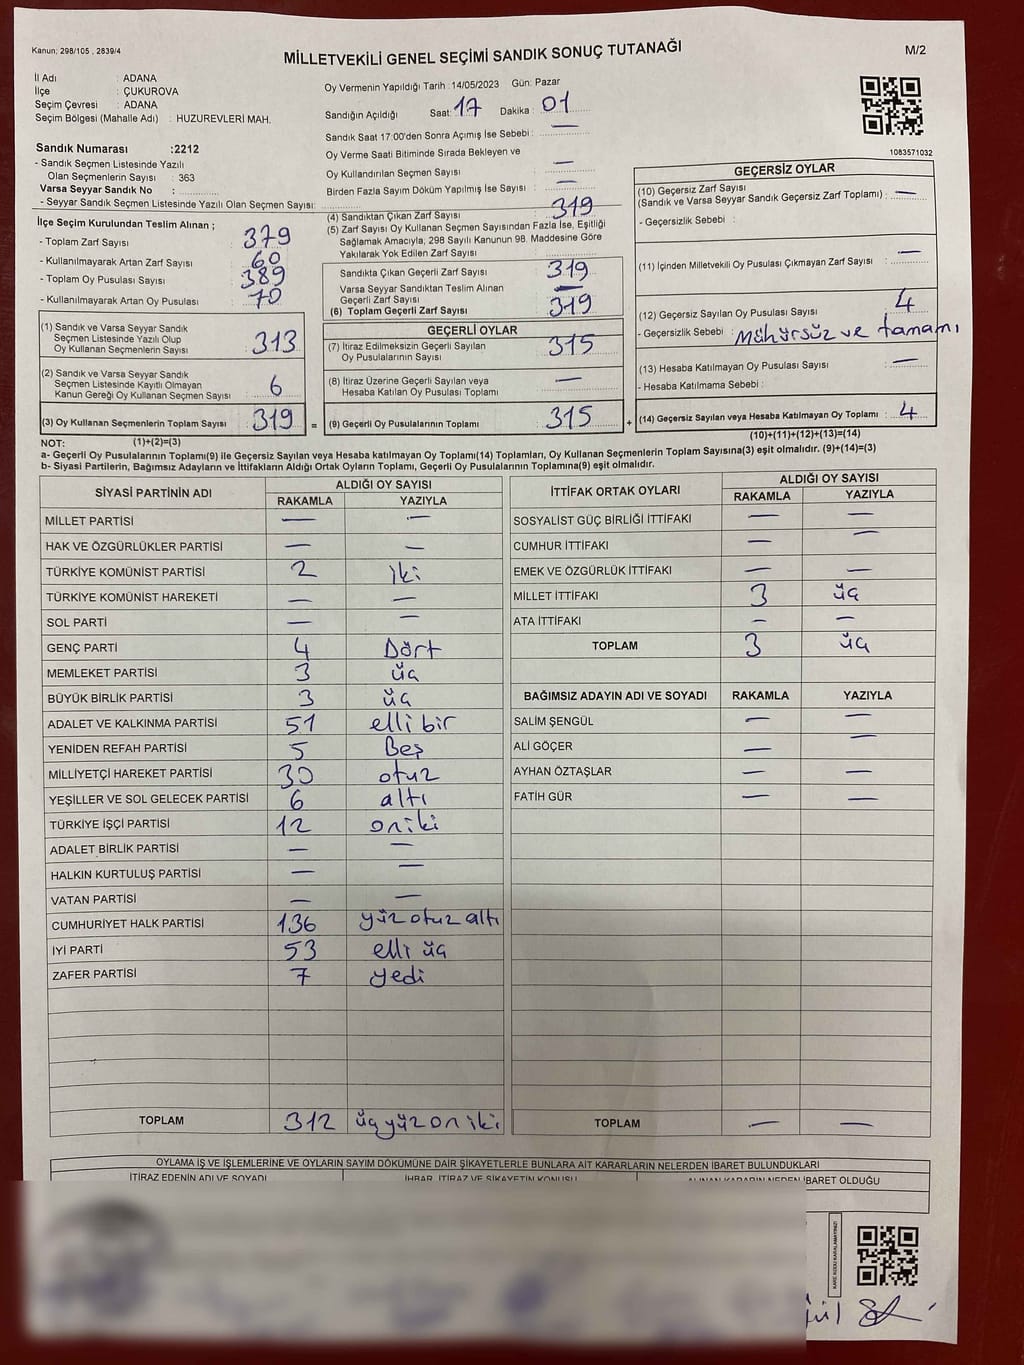 Kanun; 298/105 , 2839/4
MİLLETVEKİLİ GENEL SEÇİMİ SANDIK SONUÇ TUTANAĞI
M/2
İl Adı : ADANA
İlçe : ÇUKUROVA
Seçim Çevresi : ADANA
Seçim Bölgesi (Mahalle Adı) : HUZUREVLERİ MAH.
Sandık Numarası :2212
- Sandık Seçmen Listesinde Yazılı
Olan Seçmenlerin Sayısı : 363
Varsa Seyyar Sandık No :
- Seyyar Sandık Seçmen Listesinde Yazılı Olan Seçmen Sayısı:
Oy Vermenin Yapıldığı Tarih : 14/05/2023 Gün: Pazar
Sandığın Açıldığı Saat : 17 Dakika : 01
Sandık Saat 17:00'den Sonra Açımış İse Sebebi : —
Oy Verme Saati Bitiminde Sırada Bekleyen ve
Oy Kullandırılan Seçmen Sayısı : —
Birden Fazla Sayım Döküm Yapılmış İse Sayısı : —
1083571032
İlçe Seçim Kurulundan Teslim Alınan ;
- Toplam Zarf Sayısı : 379
- Kullanılmayarak Artan Zarf Sayısı : 60
- Toplam Oy Pusulası Sayısı : 389
- Kullanılmayarak Artan Oy Pusulası : 70
(1) Sandık ve Varsa Seyyar Sandık
Seçmen Listesinde Yazılı Olup
Oy Kullanan Seçmenlerin Sayısı : 313
(2) Sandık ve Varsa Seyyar Sandık
Seçmen Listesinde Kayıtlı Olmayan
Kanun Gereği Oy Kullanan Seçmen Sayısı : 6
(3) Oy Kullanan Seçmenlerin Toplam Sayısı : 319 =
(1)+(2)=(3)
(4) Sandıktan Çıkan Zarf Sayısı : 319
(5) Zarf Sayısı Oy Kullanan Seçmen Sayısından Fazla İse, Eşitliği
Sağlamak Amacıyla, 298 Sayılı Kanunun 98. Maddesine Göre
Yakılarak Yok Edilen Zarf Sayısı :
Sandıkta Çıkan Geçerli Zarf Sayısı : 319
Varsa Seyyar Sandıktan Teslim Alınan
Geçerli Zarf Sayısı : —
(6) Toplam Geçerli Zarf Sayısı : 319
GEÇERLİ OYLAR
(7) İtiraz Edilmeksizin Geçerli Sayılan
Oy Pusulalarının Sayısı : 315
(8) İtiraz Üzerine Geçerli Sayılan veya
Hesaba Katılan Oy Pusulası Toplamı : —
(9) Geçerli Oy Pusulalarının Toplamı : 315 +
GEÇERSİZ OYLAR
(10) Geçersiz Zarf Sayısı
(Sandık ve Varsa Seyyar Sandık Geçersiz Zarf Toplamı) : —
- Geçersizlik Sebebi :
(11) İçinden Milletvekili Oy Pusulası Çıkmayan Zarf Sayısı : —
(12) Geçersiz Sayılan Oy Pusulası Sayısı : 4
- Geçersizlik Sebebi : Mühürsüz ve tamamı
(13) Hesaba Katılmayan Oy Pusulası Sayısı : —
- Hesaba Katılmama Sebebi :
(14) Geçersiz Sayılan veya Hesaba Katılmayan Oy Toplamı : 4
(10)+(11)+(12)+(13)=(14)
NOT:
a- Geçerli Oy Pusulalarının Toplamı(9) ile Geçersiz Sayılan veya Hesaba katılmayan Oy Toplamı(14) Toplamları, Oy Kullanan Seçmenlerin Toplam Sayısına(3) eşit olmalıdır. (9)+(14)=(3)
b- Siyasi Partilerin, Bağımsız Adayların ve İttifakların Aldığı Ortak Oyların Toplamı, Geçerli Oy Pusulalarının Toplamına(9) eşit olmalıdır.
SİYASİ PARTİNİN ADI ALDIĞI OY SAYISI
RAKAMLA YAZIYLA
MİLLET PARTİSİ — —
HAK VE ÖZGÜRLÜKLER PARTİSİ — —
TÜRKİYE KOMÜNİST PARTİSİ 2 iki
TÜRKİYE KOMÜNİST HAREKETİ — —
SOL PARTİ — —
GENÇ PARTİ 4 Dört
MEMLEKET PARTİSİ 3 üç
BÜYÜK BİRLİK PARTİSİ 3 üç
ADALET VE KALKINMA PARTİSİ 51 elli bir
YENİDEN REFAH PARTİSİ 5 Beş
MİLLİYETÇİ HAREKET PARTİSİ 30 otuz
YEŞİLLER VE SOL GELECEK PARTİSİ 6 altı
TÜRKİYE İŞÇİ PARTİSİ 12 oniki
ADALET BİRLİK PARTİSİ — —
HALKIN KURTULUŞ PARTİSİ — —
VATAN PARTİSİ — —
CUMHURİYET HALK PARTİSİ 136 yüz otuz altı
İYİ PARTİ 53 elli üç
ZAFER PARTİSİ 7 yedi
TOPLAM 312 üçyüz on iki
İTTİFAK ORTAK OYLARI ALDIĞI OY SAYISI
RAKAMLA YAZIYLA
SOSYALİST GÜÇ BİRLİĞİ İTTİFAKI — —
CUMHUR İTTİFAKI — —
EMEK VE ÖZGÜRLÜK İTTİFAKI — —
MİLLET İTTİFAKI 3 üç
ATA İTTİFAKI — —
TOPLAM 3 üç
BAĞIMSIZ ADAYIN ADI VE SOYADI RAKAMLA YAZIYLA
SALİM ŞENGÜL — —
ALİ GÖÇER — —
AYHAN ÖZTAŞLAR — —
FATİH GÜR — —
TOPLAM — —
OYLAMA İŞ VE İŞLEMLERİNE VE OYLARIN SAYIM DÖKÜMÜNE DAİR ŞİKAYETLERLE BUNLARA AİT KARARLARIN NELERDEN İBARET BULUNDUKLARI
İTİRAZ EDENİN ADI VE SOYADI İHBAR, İTİRAZ VE ŞİKAYETİN KONUSU ALINAN KARARIN NEDEN İBARET OLDUĞU
KARE KODU KARALAMAYINIZ!